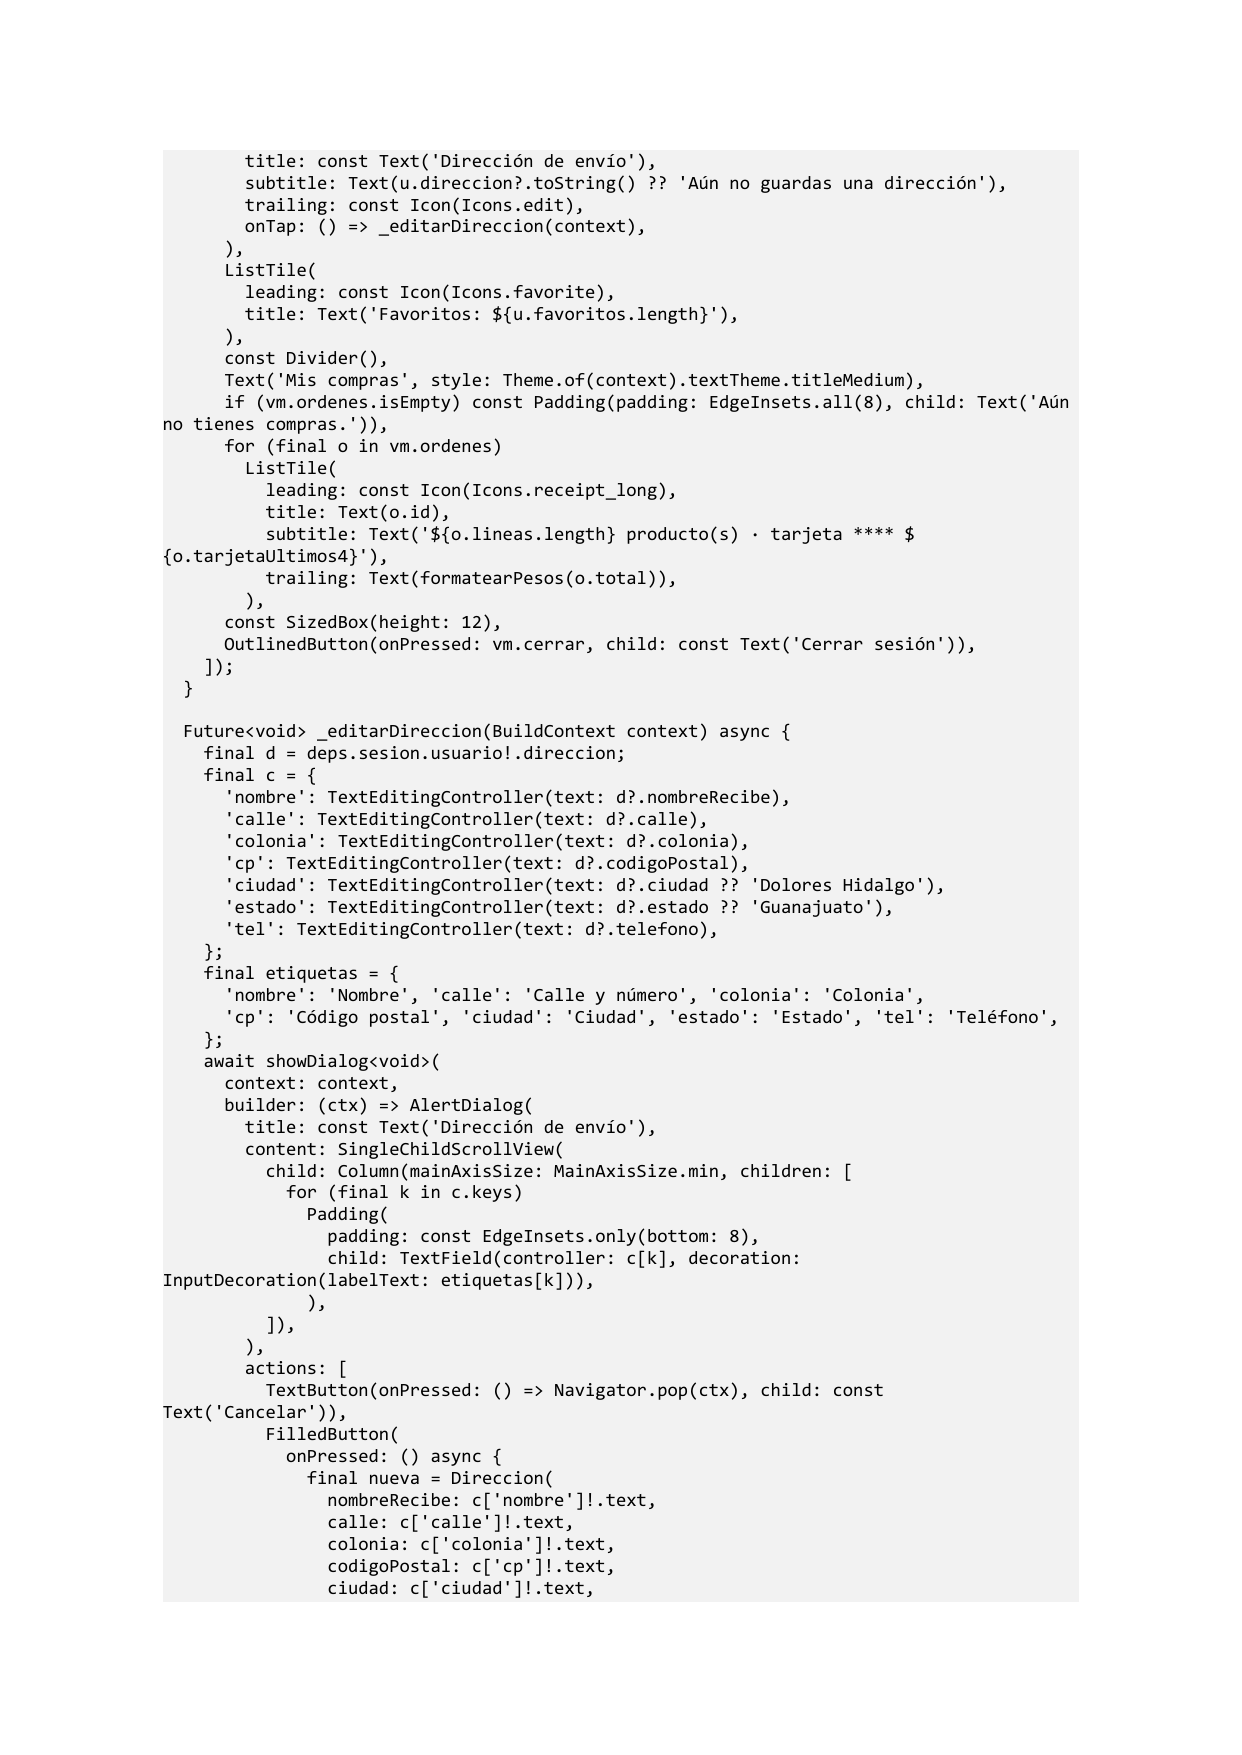 title: const Text('Dirección de envío'),
        subtitle: Text(u.direccion?.toString() ?? 'Aún no guardas una dirección'),
        trailing: const Icon(Icons.edit),
        onTap: () => _editarDireccion(context),
      ),
      ListTile(
        leading: const Icon(Icons.favorite),
        title: Text('Favoritos: ${u.favoritos.length}'),
      ),
      const Divider(),
      Text('Mis compras', style: Theme.of(context).textTheme.titleMedium),
      if (vm.ordenes.isEmpty) const Padding(padding: EdgeInsets.all(8), child: Text('Aún
no tienes compras.')),
      for (final o in vm.ordenes)
        ListTile(
          leading: const Icon(Icons.receipt_long),
          title: Text(o.id),
          subtitle: Text('${o.lineas.length} producto(s) · tarjeta **** $
{o.tarjetaUltimos4}'),
          trailing: Text(formatearPesos(o.total)),
        ),
      const SizedBox(height: 12),
      OutlinedButton(onPressed: vm.cerrar, child: const Text('Cerrar sesión')),
    ]);
  }

  Future<void> _editarDireccion(BuildContext context) async {
    final d = deps.sesion.usuario!.direccion;
    final c = {
      'nombre': TextEditingController(text: d?.nombreRecibe),
      'calle': TextEditingController(text: d?.calle),
      'colonia': TextEditingController(text: d?.colonia),
      'cp': TextEditingController(text: d?.codigoPostal),
      'ciudad': TextEditingController(text: d?.ciudad ?? 'Dolores Hidalgo'),
      'estado': TextEditingController(text: d?.estado ?? 'Guanajuato'),
      'tel': TextEditingController(text: d?.telefono),
    };
    final etiquetas = {
      'nombre': 'Nombre', 'calle': 'Calle y número', 'colonia': 'Colonia',
      'cp': 'Código postal', 'ciudad': 'Ciudad', 'estado': 'Estado', 'tel': 'Teléfono',
    };
    await showDialog<void>(
      context: context,
      builder: (ctx) => AlertDialog(
        title: const Text('Dirección de envío'),
        content: SingleChildScrollView(
          child: Column(mainAxisSize: MainAxisSize.min, children: [
            for (final k in c.keys)
              Padding(
                padding: const EdgeInsets.only(bottom: 8),
                child: TextField(controller: c[k], decoration:
InputDecoration(labelText: etiquetas[k])),
              ),
          ]),
        ),
        actions: [
          TextButton(onPressed: () => Navigator.pop(ctx), child: const
Text('Cancelar')),
          FilledButton(
            onPressed: () async {
              final nueva = Direccion(
                nombreRecibe: c['nombre']!.text,
                calle: c['calle']!.text,
                colonia: c['colonia']!.text,
                codigoPostal: c['cp']!.text,
                ciudad: c['ciudad']!.text,